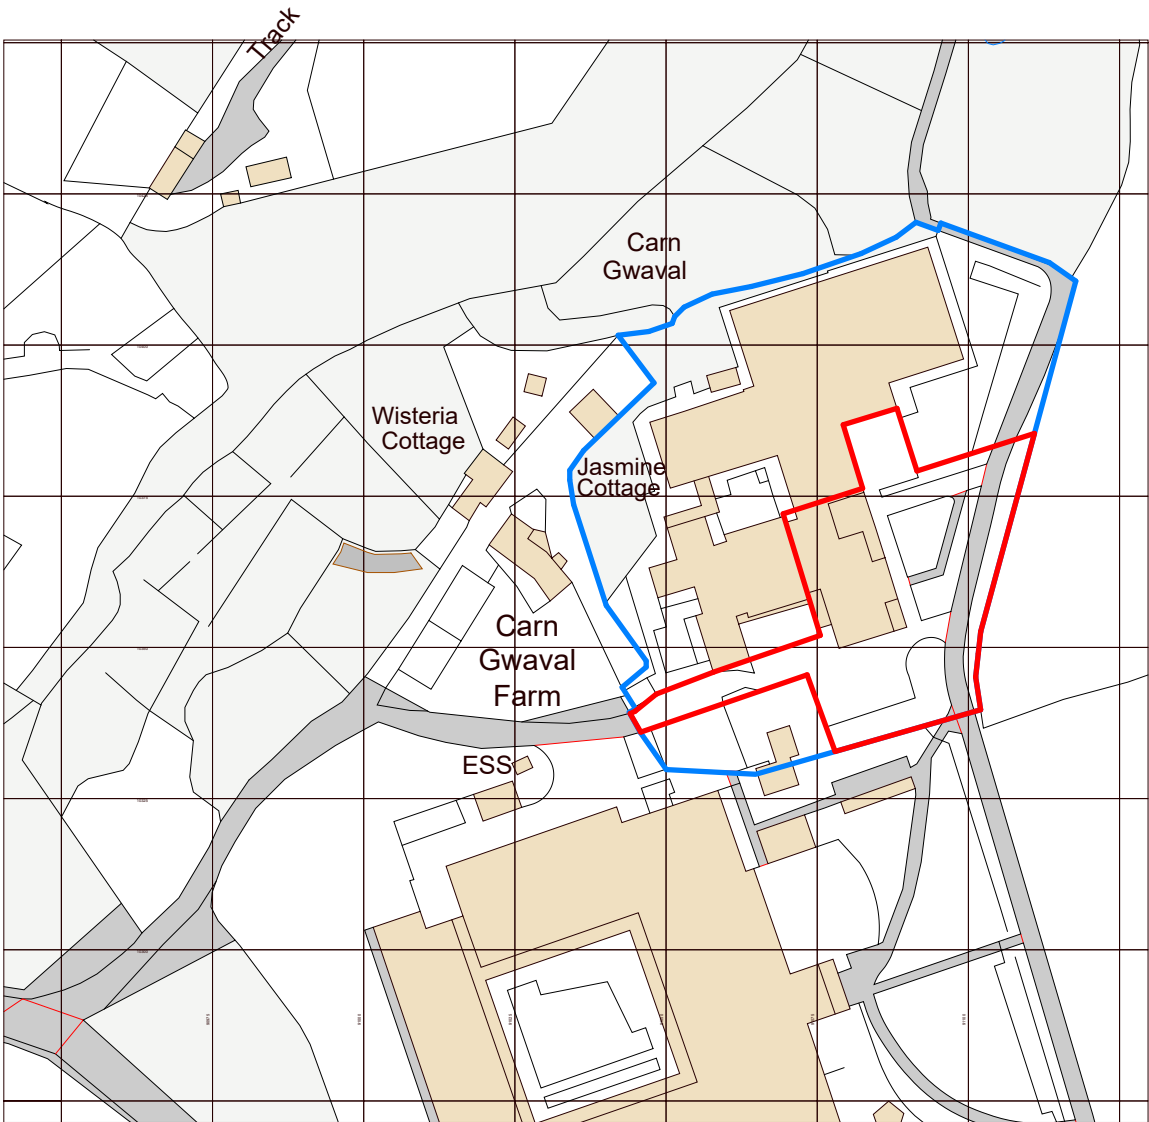 Track
Carn
Gwaval
Wisteria
Cottage
Jasmine
Cottage
Carn
Gwaval
Farm
ESS